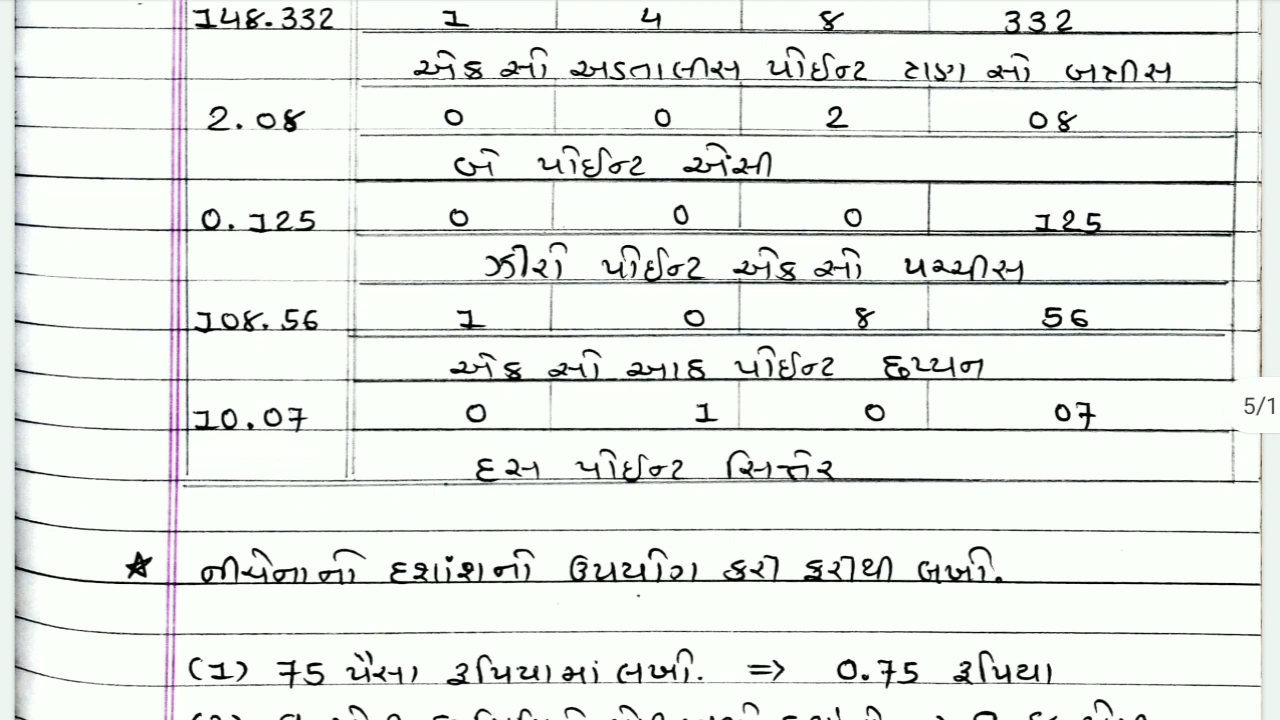 148.332 1 4 8 332
એક સો અડતાલીસ પોઈન્ટ ત્રણ સો બત્રીસ
2.08 0 0 2 08
બે પોઈન્ટ એંસી
0.125 0 0 0 125
ઝીરો પોઈન્ટ એક સો પચ્ચીસ
108.56 1 0 8 56
એક સો આઠ પોઈન્ટ છપ્પન
10.07 0 1 0 07
દસ પોઈન્ટ સિત્તેર
5/1
☆ નીચેનાનો દશાંશનો ઉપયોગ કરી ફરીથી લખો.
(1) 75 પૈસા રૂપિયામાં લખો. => 0.75 રૂપિયા